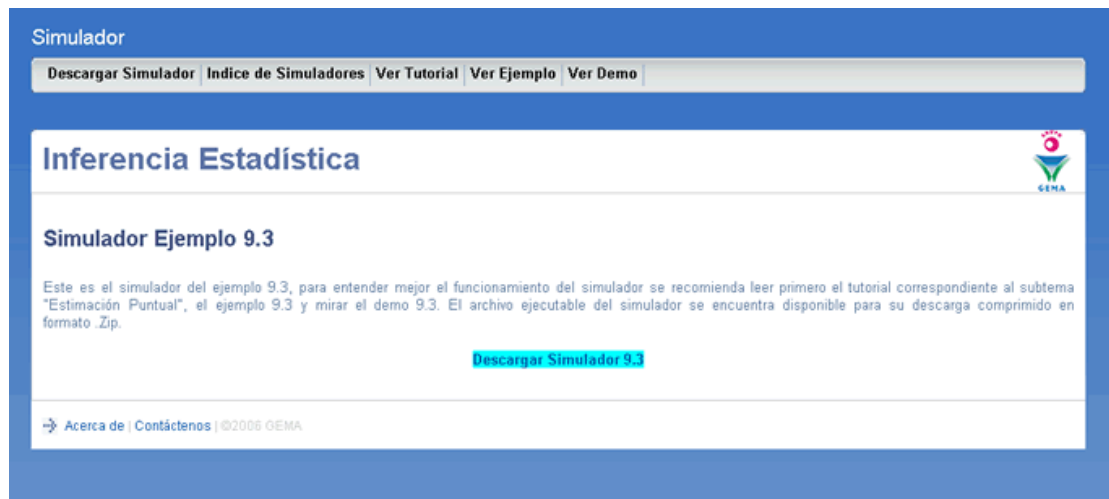 Simulador
Descargar Simulador | Indice de Simuladores | Ver Tutorial | Ver Ejemplo | Ver Demo |
Inferencia Estadística
GEMA
Simulador Ejemplo 9.3
Este es el simulador del ejemplo 9.3, para entender mejor el funcionamiento del simulador se recomienda leer primero el tutorial correspondiente al subtema
"Estimación Puntual", el ejemplo 9.3 y mirar el demo 9.3. El archivo ejecutable del simulador se encuentra disponible para su descarga comprimido en
formato .Zip.
Descargar Simulador 9.3
Acerca de | Contáctenos | ©2006 GEMA